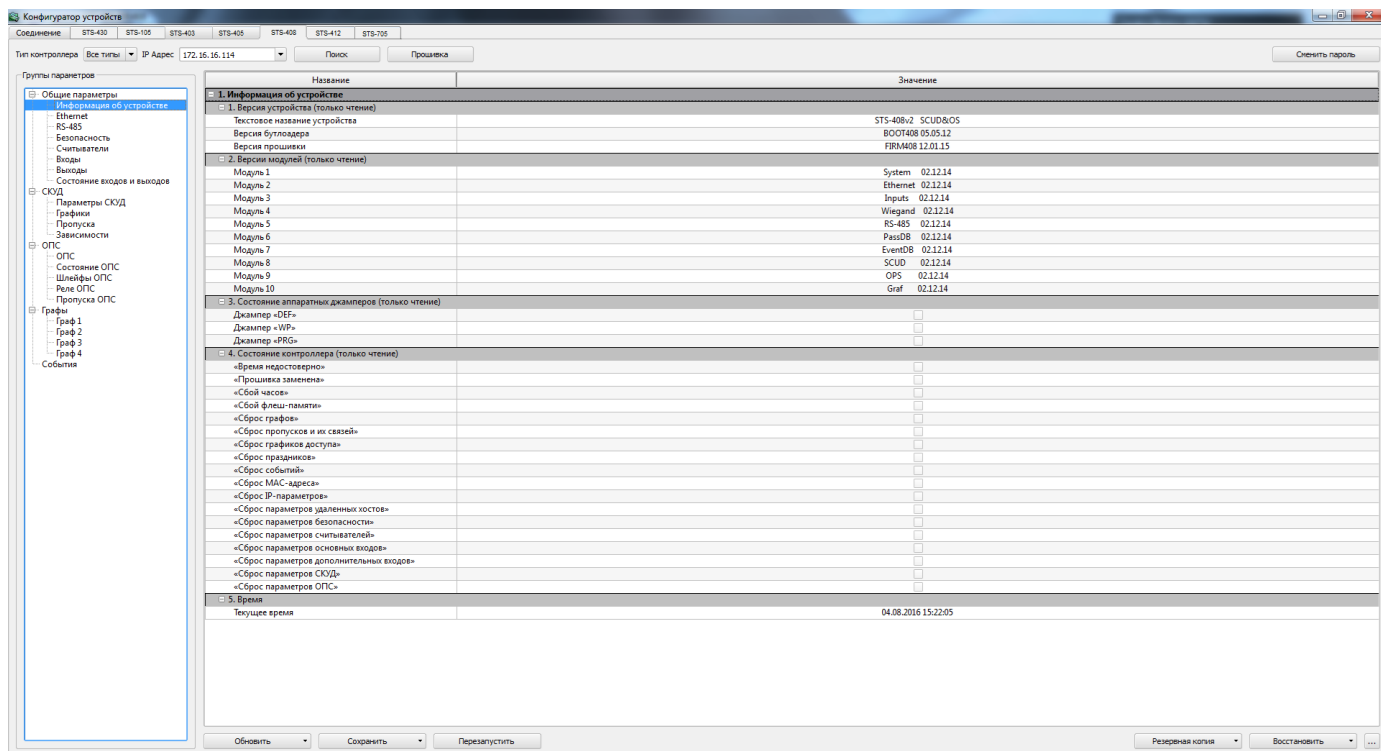 Конфигуратор устройств
Соединение STS-430 STS-105 STS-403 STS-405 STS-408 STS-412 STS-705
Тип контроллера Все типы IP Адрес 172.16.16.114 Поиск Прошивка Сменить пароль
Группы параметров
Общие параметры
Информация об устройстве
Ethernet
RS-485
Безопасность
Считыватели
Входы
Выходы
Состояние входов и выходов
СКУД
Параметры СКУД
Графики
Пропуска
Зависимости
ОПС
ОПС
Состояние ОПС
Шлейфы ОПС
Реле ОПС
Пропуска ОПС
Графы
Граф 1
Граф 2
Граф 3
Граф 4
События
Название Значение
1. Информация об устройстве
1. Версия устройства (только чтение)
Текстовое название устройства STS-408v2 SCUD&OS
Версия бутлоадера BOOT408 05.05.12
Версия прошивки FIRM408 12.01.15
2. Версии модулей (только чтение)
Модуль 1 System 02.12.14
Модуль 2 Ethernet 02.12.14
Модуль 3 Inputs 02.12.14
Модуль 4 Wiegand 02.12.14
Модуль 5 RS-485 02.12.14
Модуль 6 PassDB 02.12.14
Модуль 7 EventDB 02.12.14
Модуль 8 SCUD 02.12.14
Модуль 9 OPS 02.12.14
Модуль 10 Graf 02.12.14
3. Состояние аппаратных джамперов (только чтение)
Джампер «DEF»
Джампер «WP»
Джампер «PRG»
4. Состояние контроллера (только чтение)
«Время недостоверно»
«Прошивка заменена»
«Сбой часов»
«Сбой флеш-памяти»
«Сброс графов»
«Сброс пропусков и их связей»
«Сброс графиков доступа»
«Сброс праздников»
«Сброс событий»
«Сброс MAC-адреса»
«Сброс IP-параметров»
«Сброс параметров удаленных хостов»
«Сброс параметров безопасности»
«Сброс параметров считывателей»
«Сброс параметров основных входов»
«Сброс параметров дополнительных входов»
«Сброс параметров СКУД»
«Сброс параметров ОПС»
5. Время
Текущее время 04.08.2016 15:22:05
Обновить Сохранить Перезапустить Резервная копия Восстановить ...